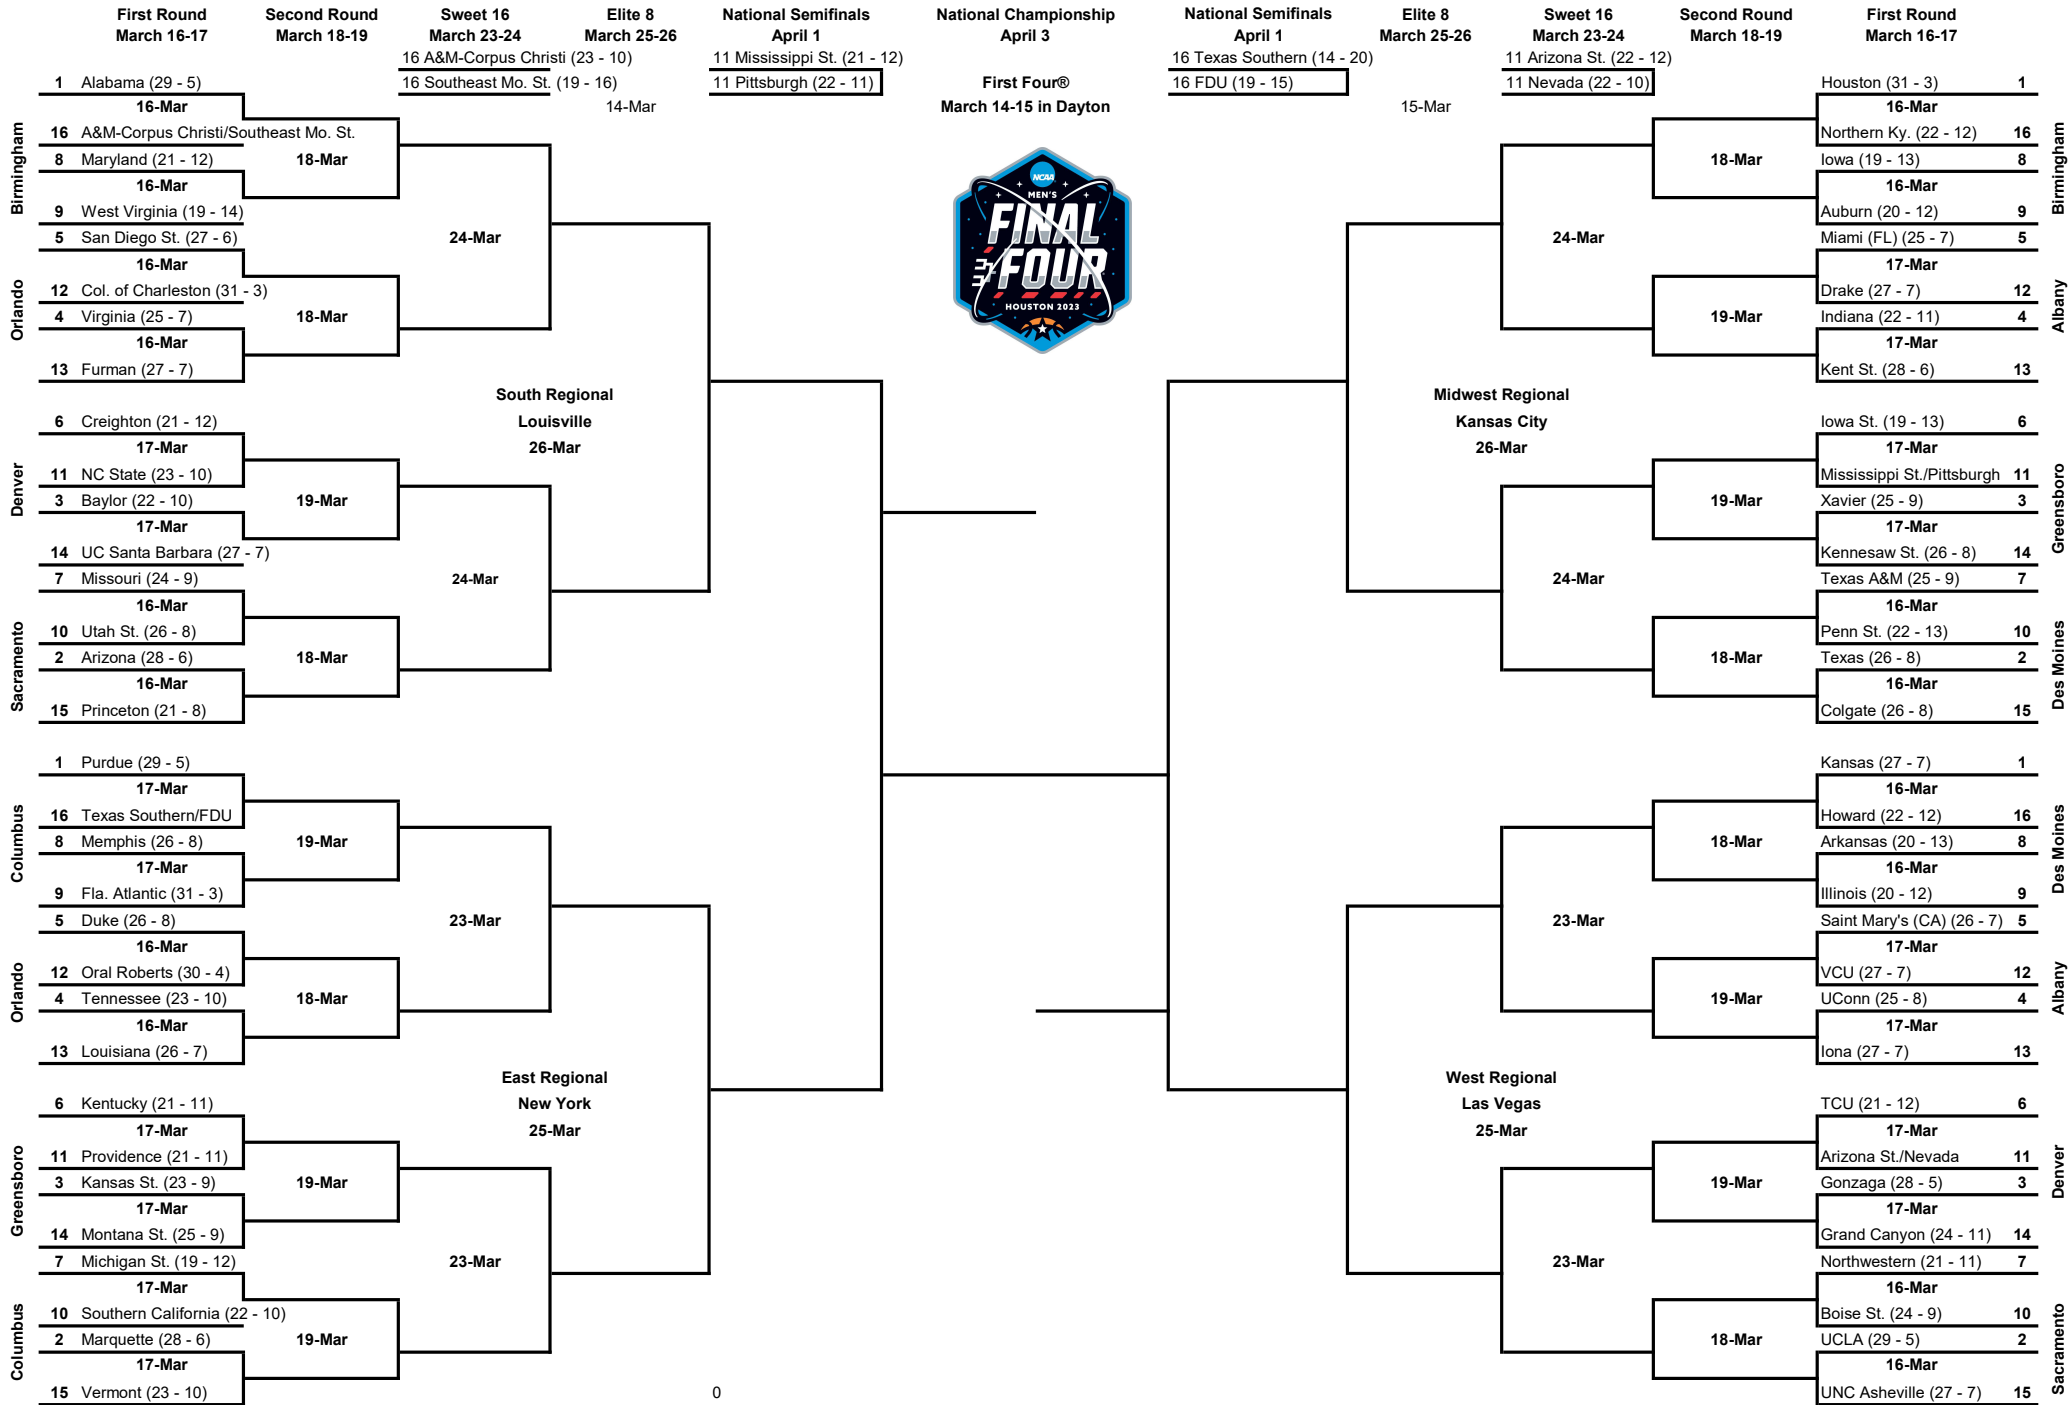 First Round Second Round Sweet 16 Elite 8 National Semifinals National Championship National Semifinals Elite 8 Sweet 16 Second Round First Round
March 16-17 March 18-19 March 23-24 March 25-26 April 1 April 3 April 1 March 25-26 March 23-24 March 18-19 March 16-17
16 A&M-Corpus Christi (23 - 10) 11 Mississippi St. (21 - 12) 16 Texas Southern (14 - 20) 11 Arizona St. (22 - 12)
16 Southeast Mo. St. (19 - 16) 11 Pittsburgh (22 - 11) First Four® 16 FDU (19 - 15) 11 Nevada (22 - 10)
14-Mar March 14-15 in Dayton 15-Mar
NCAA
MEN'S
FINAL
FOUR
HOUSTON 2023
Birmingham
1 Alabama (29 - 5)
16-Mar
16 A&M-Corpus Christi/Southeast Mo. St.
8 Maryland (21 - 12)
18-Mar
16-Mar
9 West Virginia (19 - 14)
24-Mar
Orlando
5 San Diego St. (27 - 6)
16-Mar
12 Col. of Charleston (31 - 3)
4 Virginia (25 - 7)
18-Mar
16-Mar
13 Furman (27 - 7)
South Regional
Louisville
26-Mar
Denver
6 Creighton (21 - 12)
17-Mar
11 NC State (23 - 10)
3 Baylor (22 - 10)
19-Mar
17-Mar
14 UC Santa Barbara (27 - 7)
24-Mar
Sacramento
7 Missouri (24 - 9)
16-Mar
10 Utah St. (26 - 8)
2 Arizona (28 - 6)
18-Mar
16-Mar
15 Princeton (21 - 8)
Columbus
1 Purdue (29 - 5)
17-Mar
16 Texas Southern/FDU
8 Memphis (26 - 8)
19-Mar
17-Mar
9 Fla. Atlantic (31 - 3)
23-Mar
Orlando
5 Duke (26 - 8)
16-Mar
12 Oral Roberts (30 - 4)
4 Tennessee (23 - 10)
18-Mar
16-Mar
13 Louisiana (26 - 7)
East Regional
New York
25-Mar
Greensboro
6 Kentucky (21 - 11)
17-Mar
11 Providence (21 - 11)
3 Kansas St. (23 - 9)
19-Mar
17-Mar
14 Montana St. (25 - 9)
23-Mar
Columbus
7 Michigan St. (19 - 12)
17-Mar
10 Southern California (22 - 10)
2 Marquette (28 - 6)
19-Mar
17-Mar
15 Vermont (23 - 10)
0
Houston (31 - 3) 1
16-Mar
Northern Ky. (22 - 12) 16
Iowa (19 - 13) 8
18-Mar
16-Mar
Auburn (20 - 12) 9
Birmingham
24-Mar
Miami (FL) (25 - 7) 5
17-Mar
Drake (27 - 7) 12
Indiana (22 - 11) 4
19-Mar
17-Mar
Kent St. (28 - 6) 13
Albany
Midwest Regional
Kansas City
26-Mar
Iowa St. (19 - 13) 6
17-Mar
Mississippi St./Pittsburgh 11
Xavier (25 - 9) 3
19-Mar
17-Mar
Kennesaw St. (26 - 8) 14
Greensboro
24-Mar
Texas A&M (25 - 9) 7
16-Mar
Penn St. (22 - 13) 10
Texas (26 - 8) 2
18-Mar
16-Mar
Colgate (26 - 8) 15
Des Moines
Kansas (27 - 7) 1
16-Mar
Howard (22 - 12) 16
Arkansas (20 - 13) 8
18-Mar
16-Mar
Illinois (20 - 12) 9
Des Moines
23-Mar
Saint Mary's (CA) (26 - 7) 5
17-Mar
VCU (27 - 7) 12
UConn (25 - 8) 4
19-Mar
17-Mar
Iona (27 - 7) 13
Albany
West Regional
Las Vegas
25-Mar
TCU (21 - 12) 6
17-Mar
Arizona St./Nevada 11
Gonzaga (28 - 5) 3
19-Mar
17-Mar
Grand Canyon (24 - 11) 14
Denver
23-Mar
Northwestern (21 - 11) 7
16-Mar
Boise St. (24 - 9) 10
UCLA (29 - 5) 2
18-Mar
16-Mar
UNC Asheville (27 - 7) 15
Sacramento